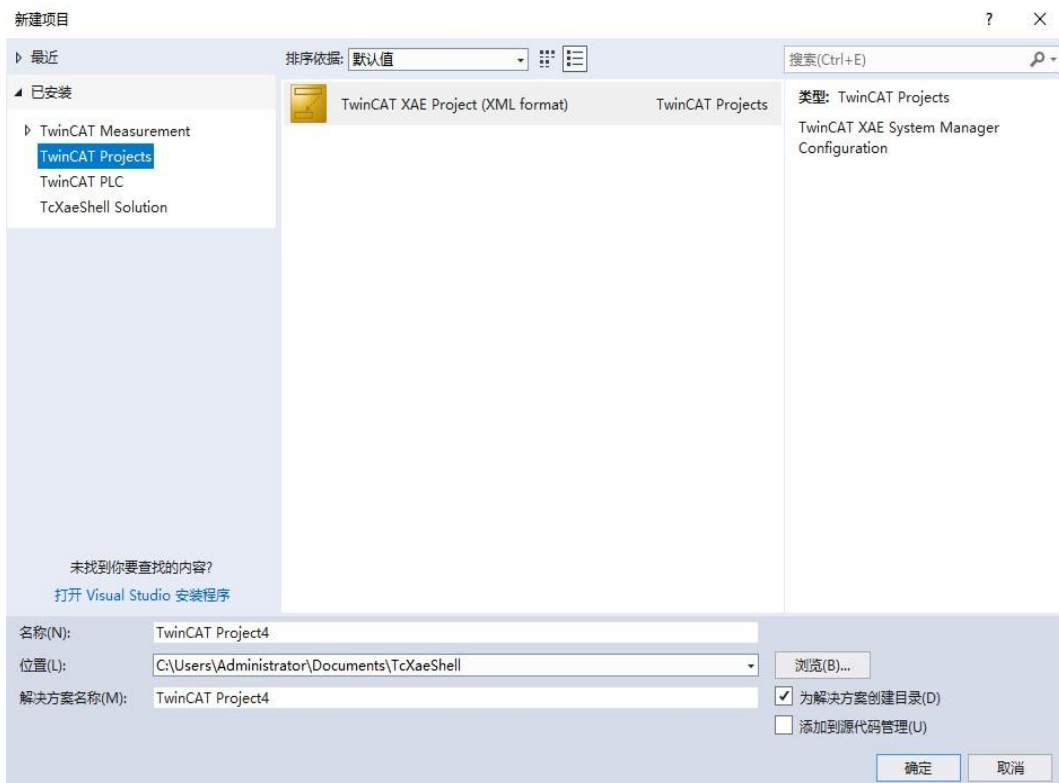 新建项目
?
最近
排序依据: 默认值
搜索(Ctrl+E)
已安装
TwinCAT Measurement
TwinCAT Projects
TwinCAT PLC
TcXaeShell Solution
TwinCAT XAE Project (XML format) TwinCAT Projects
类型: TwinCAT Projects
TwinCAT XAE System Manager
Configuration
未找到你要查找的内容?
打开 Visual Studio 安装程序
名称(N): TwinCAT Project4
位置(L): C:\Users\Administrator\Documents\TcXaeShell 浏览(B)...
解决方案名称(M): TwinCAT Project4
为解决方案创建目录(D)
添加到源代码管理(U)
确定 取消